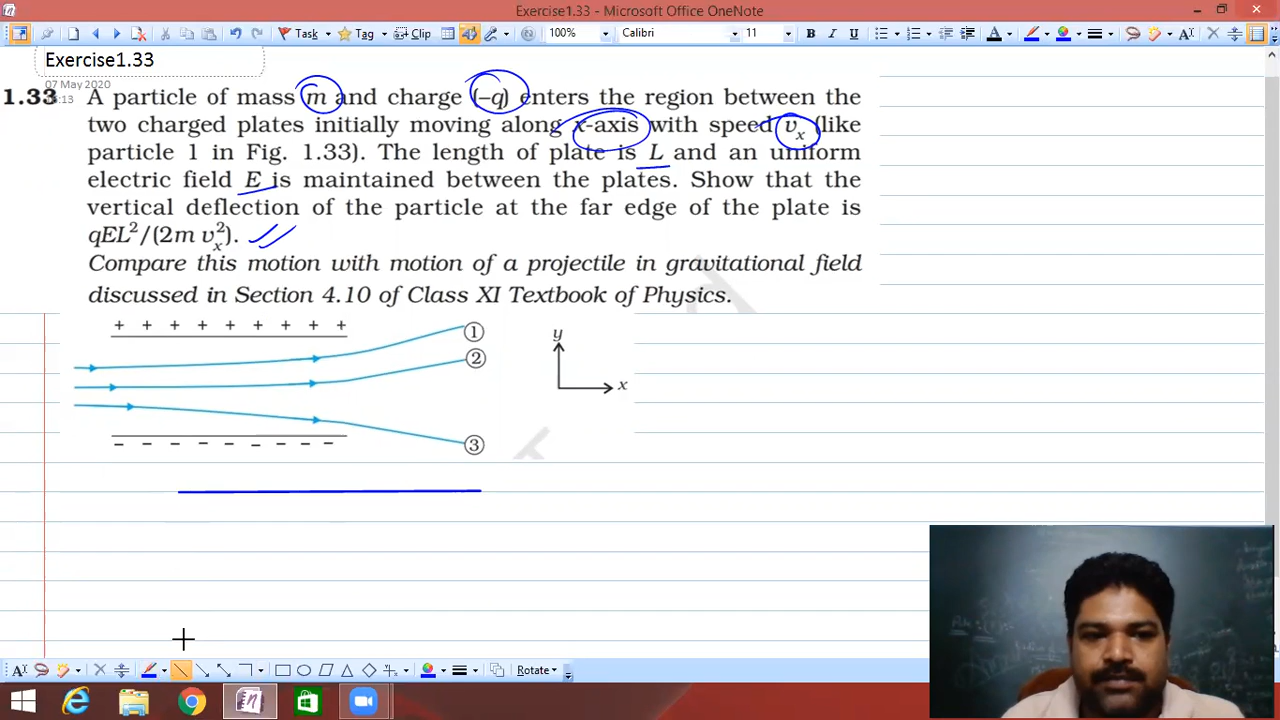 Exercise1.33 - Microsoft Office OneNote
Task Tag Clip 100% Calibri 11 B I U
Exercise1.33
07 May 2020
13
1.33 A particle of mass m and charge (–q) enters the region between the
two charged plates initially moving along x-axis with speed vₓ (like
particle 1 in Fig. 1.33). The length of plate is L and an uniform
electric field E is maintained between the plates. Show that the
vertical deflection of the particle at the far edge of the plate is
qEL²/(2m vₓ²).
Compare this motion with motion of a projectile in gravitational field
discussed in Section 4.10 of Class XI Textbook of Physics.
+ + + + + + + + +
①
②
③
y
x
– – – – – – – –
Rotate